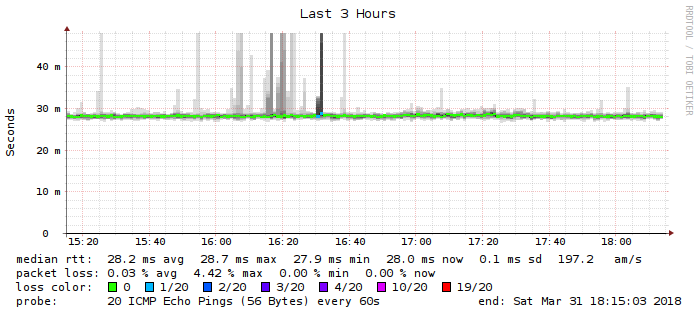 Last 3 Hours
RRDTOOL / TOBI OETIKER
Seconds
40 m
30 m
20 m
10 m
0
15:20 15:40 16:00 16:20 16:40 17:00 17:20 17:40 18:00
median rtt: 28.2 ms avg 28.7 ms max 27.9 ms min 28.0 ms now 0.1 ms sd 197.2 am/s
packet loss: 0.03 % avg 4.42 % max 0.00 % min 0.00 % now
loss color: 0 1/20 2/20 3/20 4/20 10/20 19/20
probe: 20 ICMP Echo Pings (56 Bytes) every 60s end: Sat Mar 31 18:15:03 2018